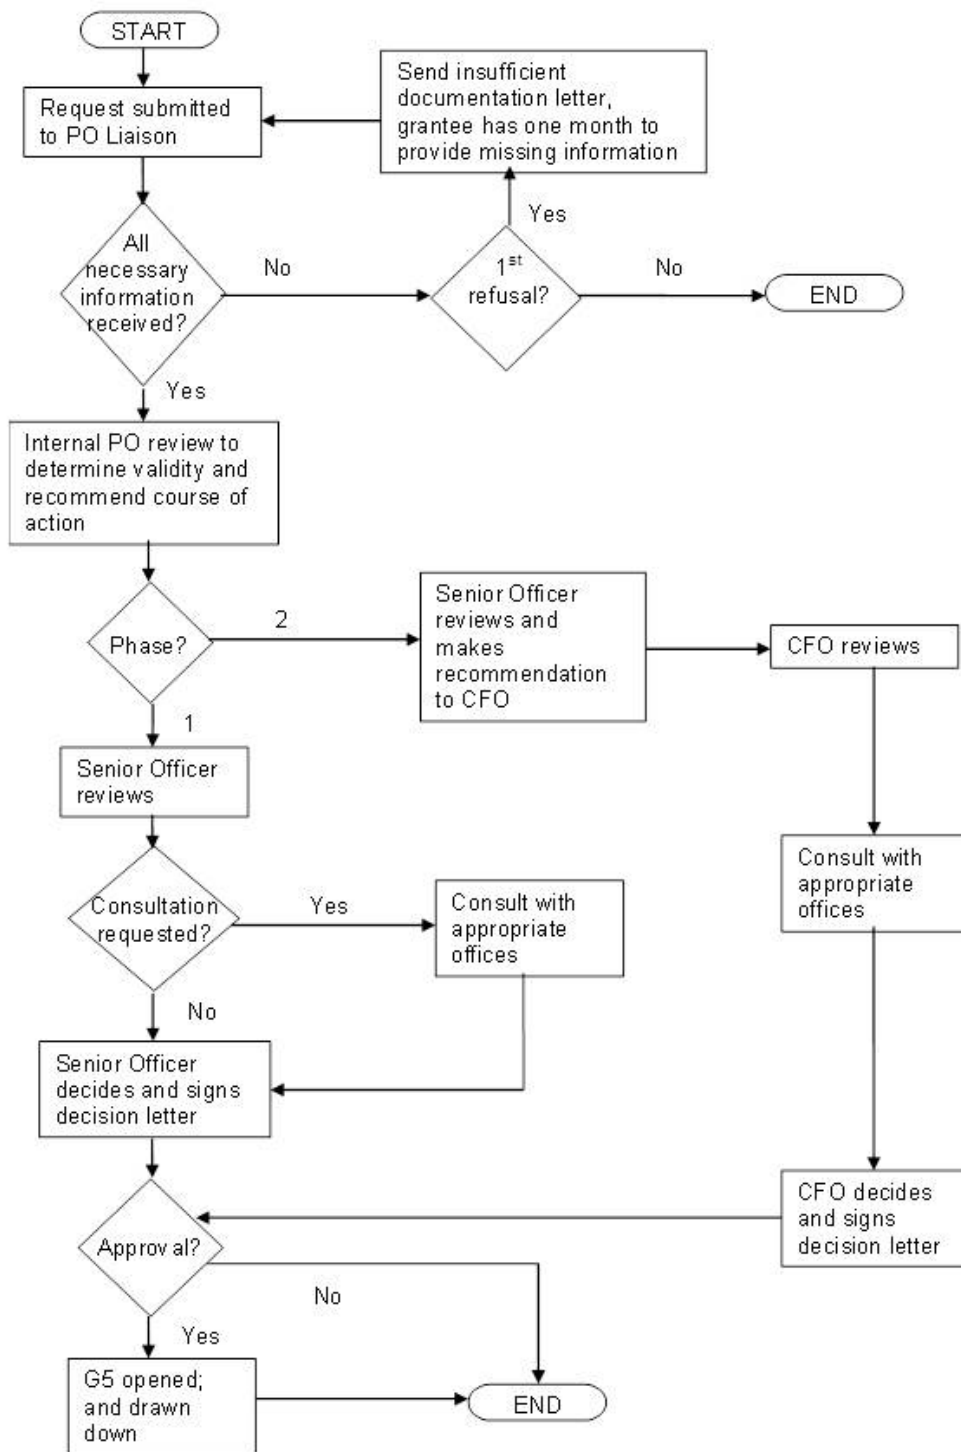 START
Request submitted
to PO Liaison
Send insufficient
documentation letter,
grantee has one month to
provide missing information
Yes
All
necessary
information
received?
No
1st
refusal?
No
END
Yes
Internal PO review to
determine validity and
recommend course of
action
Phase?
2
Senior Officer
reviews and
makes
recommendation
to CFO
CFO reviews
1
Senior Officer
reviews
Consultation
requested?
Yes
Consult with
appropriate
offices
Consult with
appropriate
offices
No
Senior Officer
decides and signs
decision letter
CFO decides
and signs
decision letter
Approval?
No
Yes
G5 opened;
and drawn
down
END